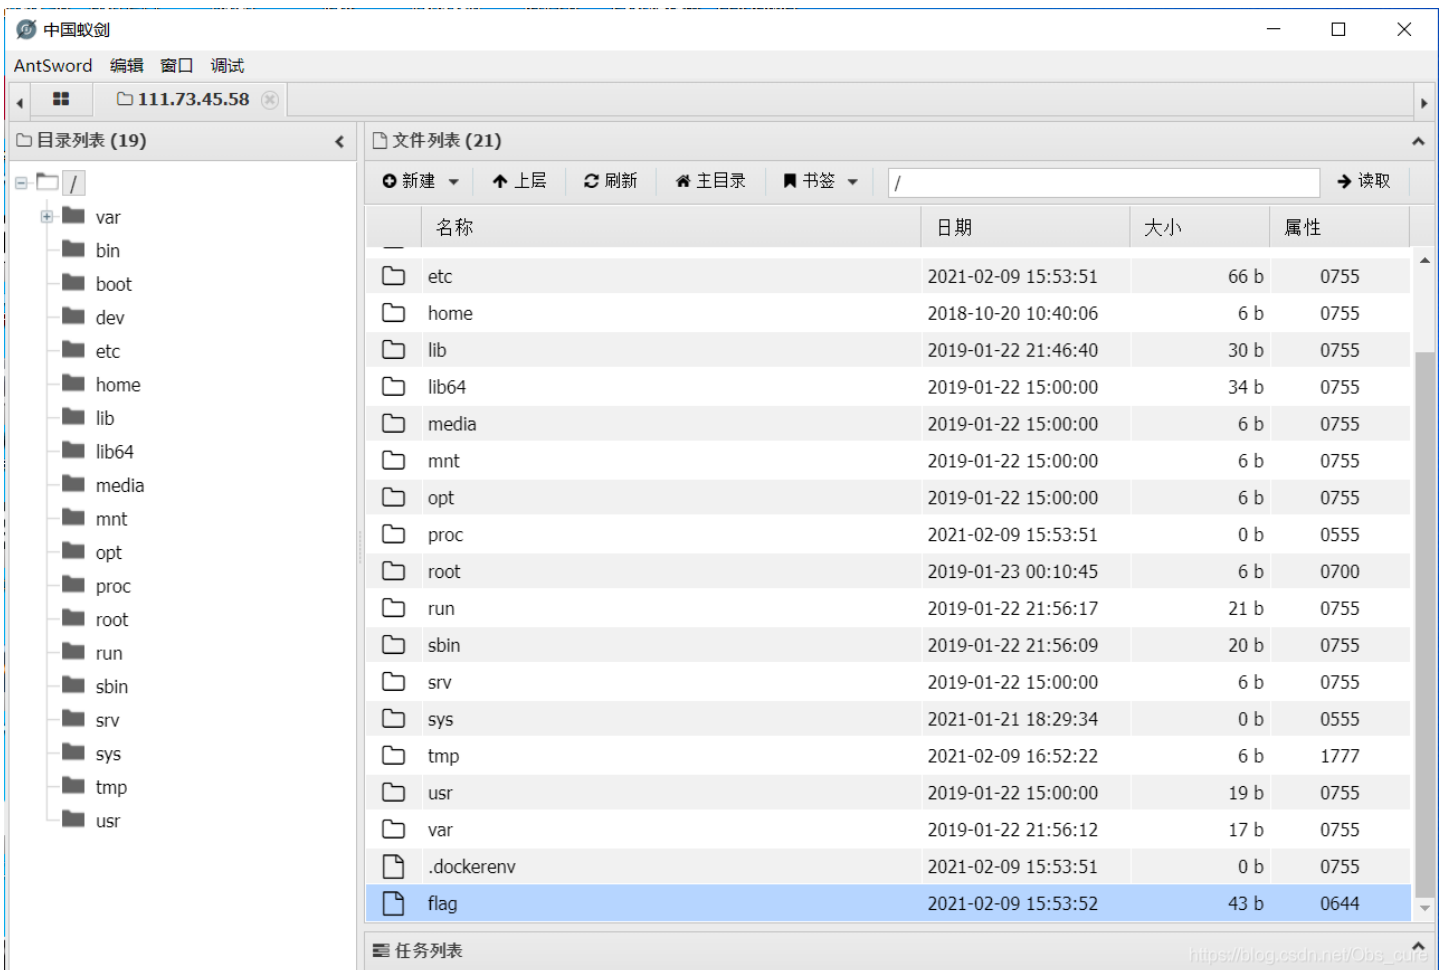 中国蚁剑
AntSword 编辑 窗口 调试
111.73.45.58
目录列表 (19)
/
var
bin
boot
dev
etc
home
lib
lib64
media
mnt
opt
proc
root
run
sbin
srv
sys
tmp
usr
文件列表 (21)
新建 上层 刷新 主目录 书签 / 读取
名称 日期 大小 属性
etc 2021-02-09 15:53:51 66 b 0755
home 2018-10-20 10:40:06 6 b 0755
lib 2019-01-22 21:46:40 30 b 0755
lib64 2019-01-22 15:00:00 34 b 0755
media 2019-01-22 15:00:00 6 b 0755
mnt 2019-01-22 15:00:00 6 b 0755
opt 2019-01-22 15:00:00 6 b 0755
proc 2021-02-09 15:53:51 0 b 0555
root 2019-01-23 00:10:45 6 b 0700
run 2019-01-22 21:56:17 21 b 0755
sbin 2019-01-22 21:56:09 20 b 0755
srv 2019-01-22 15:00:00 6 b 0755
sys 2021-01-21 18:29:34 0 b 0555
tmp 2021-02-09 16:52:22 6 b 1777
usr 2019-01-22 15:00:00 19 b 0755
var 2019-01-22 21:56:12 17 b 0755
.dockerenv 2021-02-09 15:53:51 0 b 0755
flag 2021-02-09 15:53:52 43 b 0644
任务列表
https://blog.csdn.net/Obs_cure